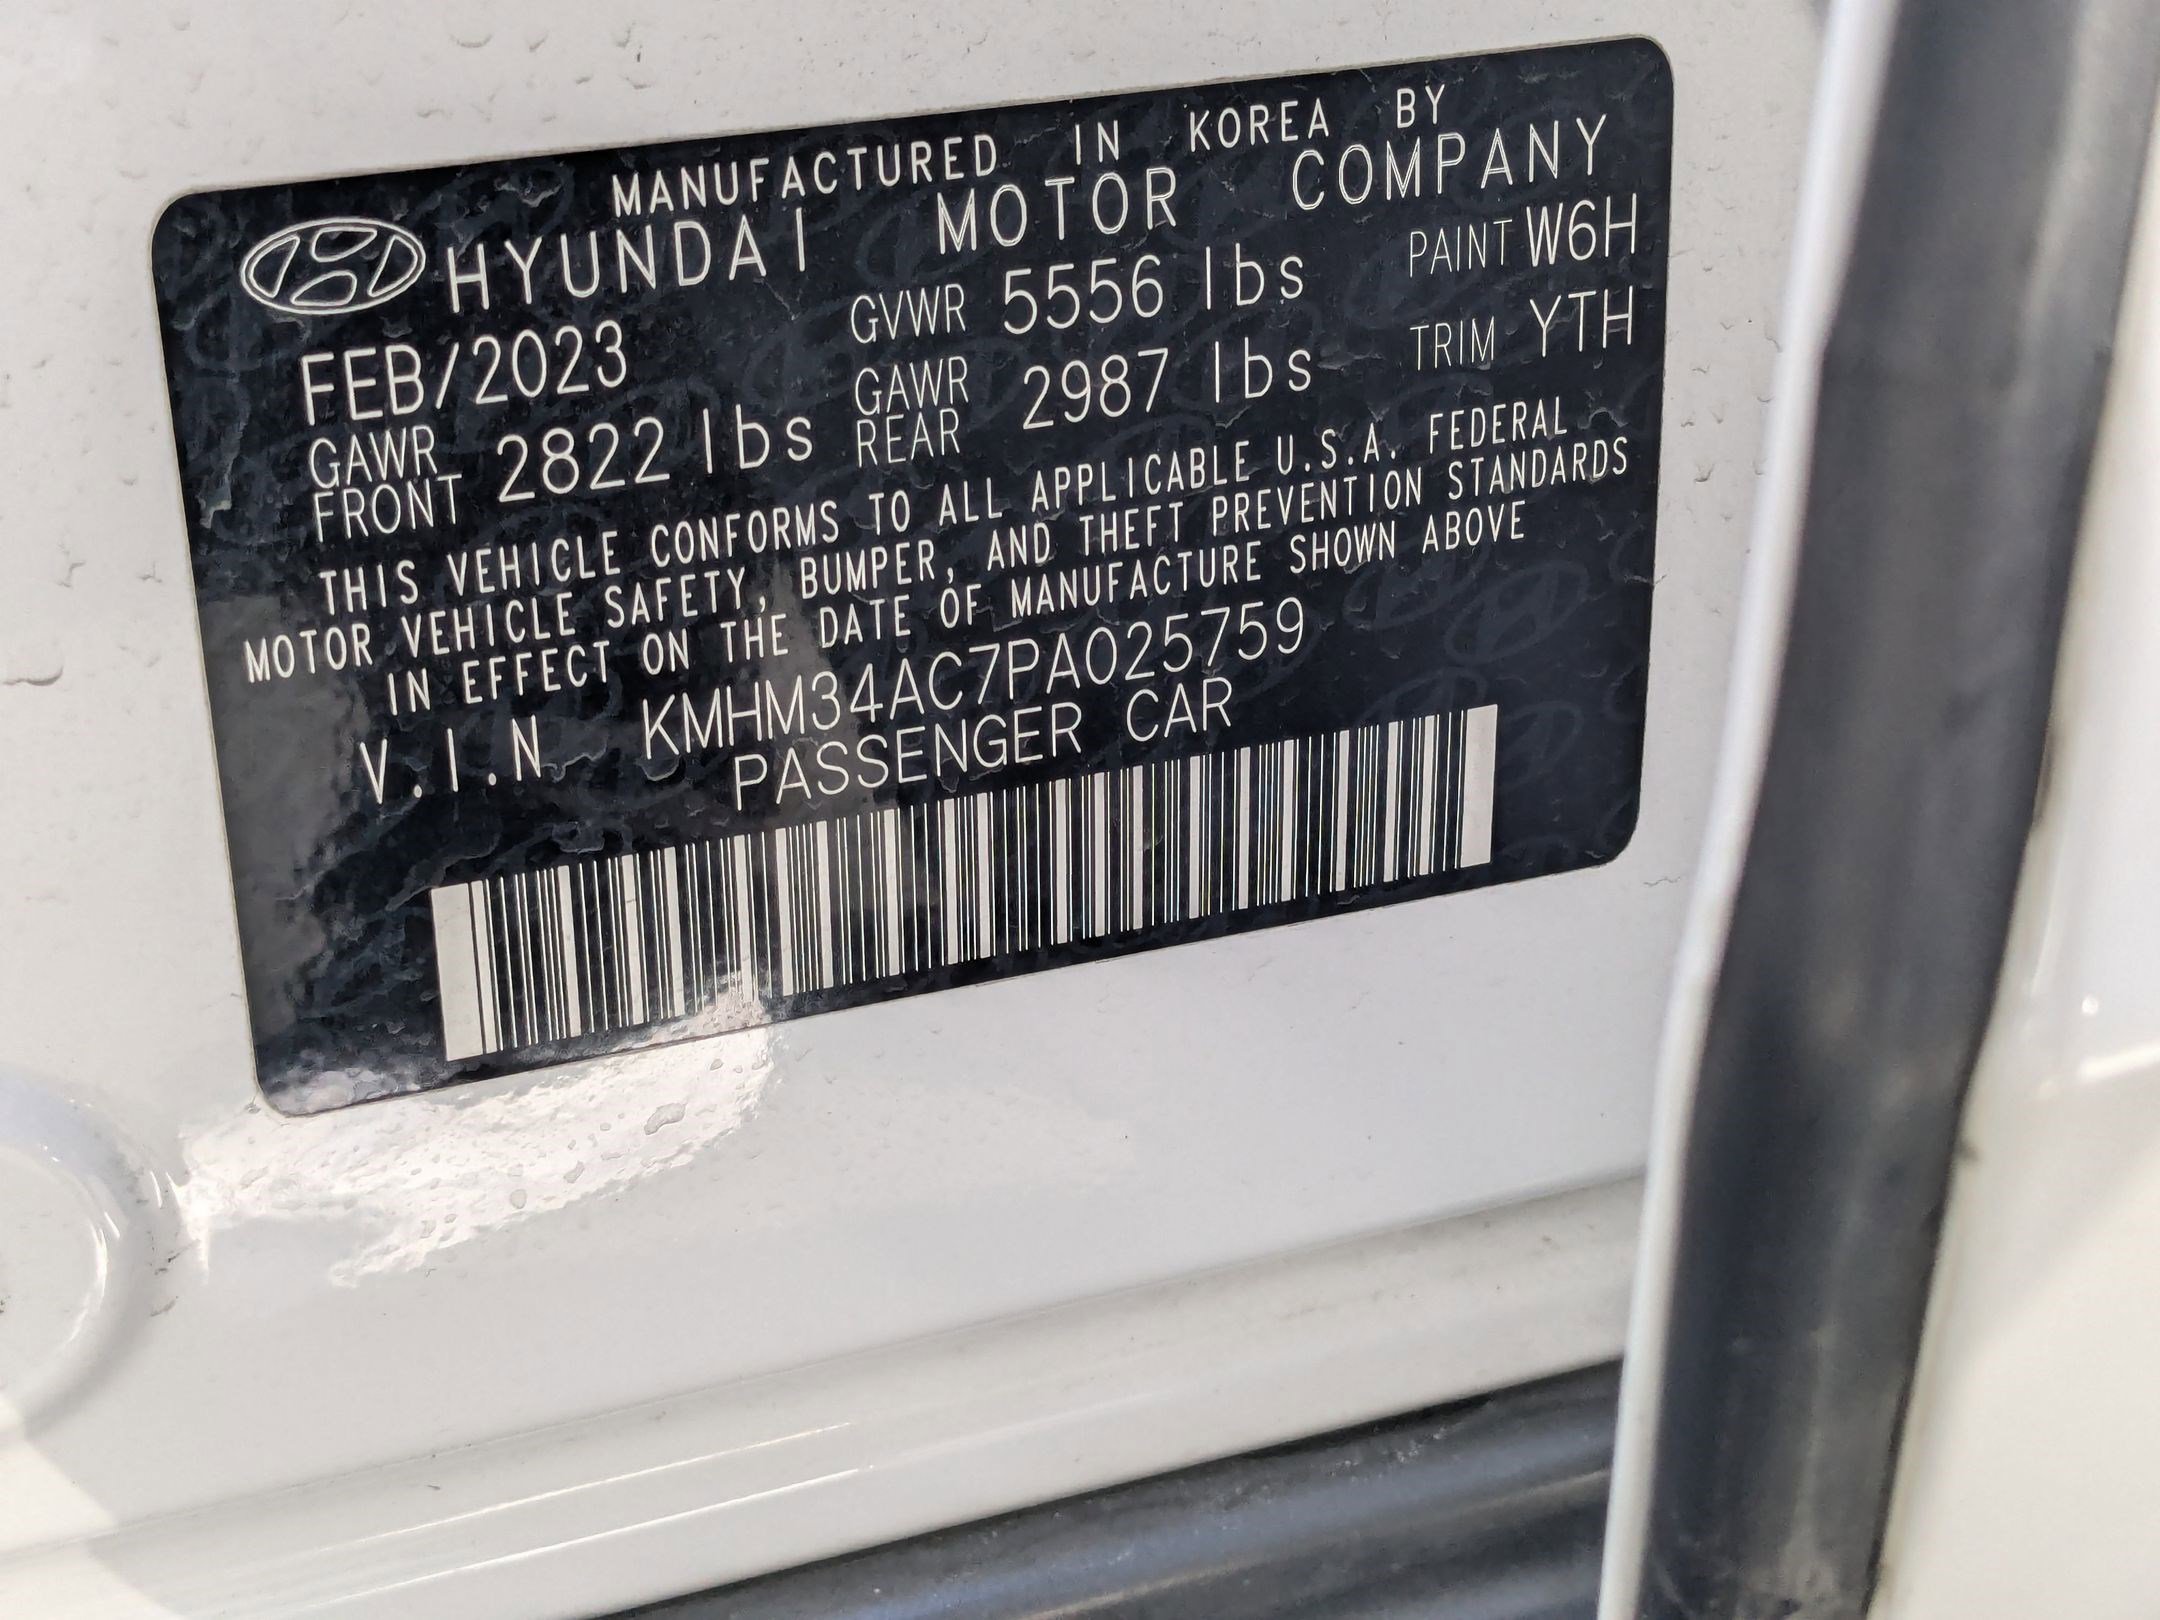 MANUFACTURED IN KOREA BY
HYUNDAI MOTOR COMPANY
FEB/2023 GVWR 5556 lbs PAINT W6H
GAWR FRONT 2822 lbs GAWR REAR 2987 lbs TRIM YTH
THIS VEHICLE CONFORMS TO ALL APPLICABLE U.S.A. FEDERAL
MOTOR VEHICLE SAFETY, BUMPER, AND THEFT PREVENTION STANDARDS
IN EFFECT ON THE DATE OF MANUFACTURE SHOWN ABOVE
V.I.N KMHM34AC7PA025759
PASSENGER CAR